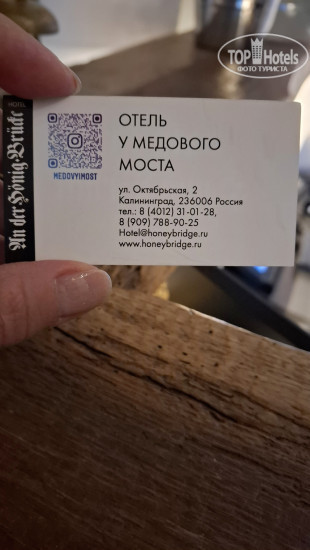 TOP Hotels
ФОТО ТУРИСТА
HOTEL
An der Honig-Brücke
MEDOVYIMOST
ОТЕЛЬ
У МЕДОВОГО
МОСТА
ул. Октябрьская, 2
Калининград, 236006 Россия
тел.: 8 (4012) 31-01-28,
8 (909) 788-90-25
Hotel@honeybridge.ru
www.honeybridge.ru